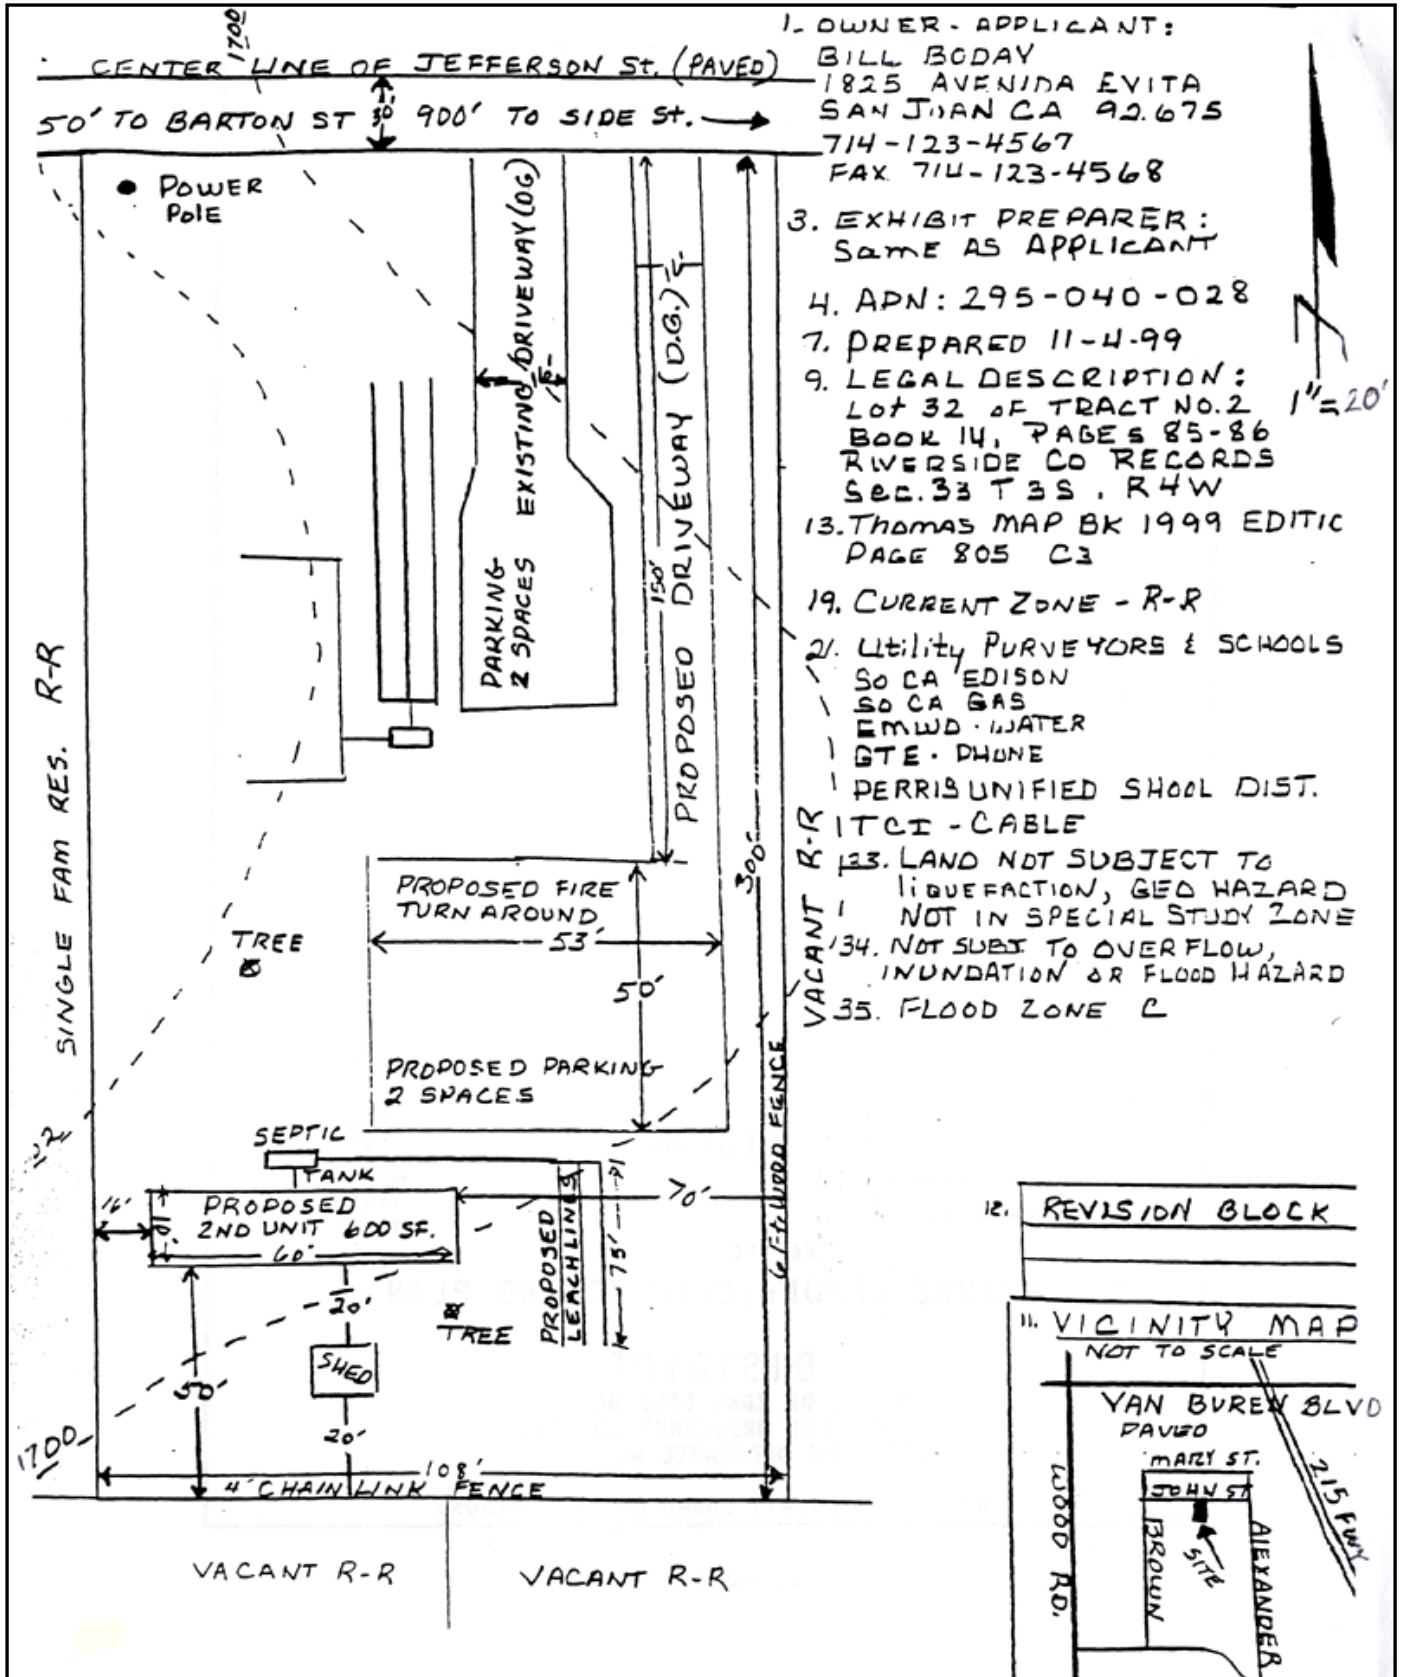 1700
CENTER LINE OF JEFFERSON St. (PAVED)
50' TO BARTON ST 30' 900' TO SIDE St.
POWER
POlE
EXISTING DRIVEWAY (DG)
PARKING
2 SPACES
150'
PROPOSED DRIVEWAY (D.G.)
300'
SINGLE FAM RES. R-R
VACANT R-R
PROPOSED FIRE
TURN AROUND
53'
50'
TREE
PROPOSED PARKING
2 SPACES
6 Ft. WOOD FENCE
SEPTIC
TANK
16'
PROPOSED
2ND UNIT 600 SF.
10'
60'
70'
PROPOSED
LEACHLINES
75'
20'
TREE
SHED
50'
20'
1700
108'
4' CHAIN LINK FENCE
VACANT R-R
VACANT R-R
1. OWNER - APPLICANT:
BILL BODAY
1825 AVENIDA EVITA
SAN JUAN CA 92675
714-123-4567
FAX 714-123-4568
3. EXHIBIT PREPARER:
SamE AS APPLICANT
4. APN: 295-040-028
7. PREPARED 11-4-99
9. LEGAL DESCRIPTION:
Lot 32 oF TRACT NO.2
BOOK 14, PAGES 85-86
RIVERSIDE CO RECORDS
Sec. 33 T 3S, R4W
1"=20'
13. Thomas MAP BK 1999 EDITIC
PAGE 805 C3
19. CURRENT ZONE - R-R
21. Utility PURVEYORS & SCHOOLS
So CA EDISON
SO CA GAS
EMWD - WATER
GTE - PHONE
PERRIS UNIFIED SHOOL DIST.
TCI - CABLE
33. LAND NOT SUBJECT TO
liQUEFACTION, GEO HAZARD
NOT IN SPECIAL STUDY ZONE
34. NOT SUBJ. TO OVERFLOW,
INUNDATION OR FLOOD HAZARD
35. FLOOD ZONE C
12. REVISION BLOCK
11. VICINITY MAP
NOT TO SCALE
VAN BUREN BLVD
PAVED
MARY ST.
JOHN ST
WOOD RD.
BROWN
SITE
AlEXANDER
215 FWY